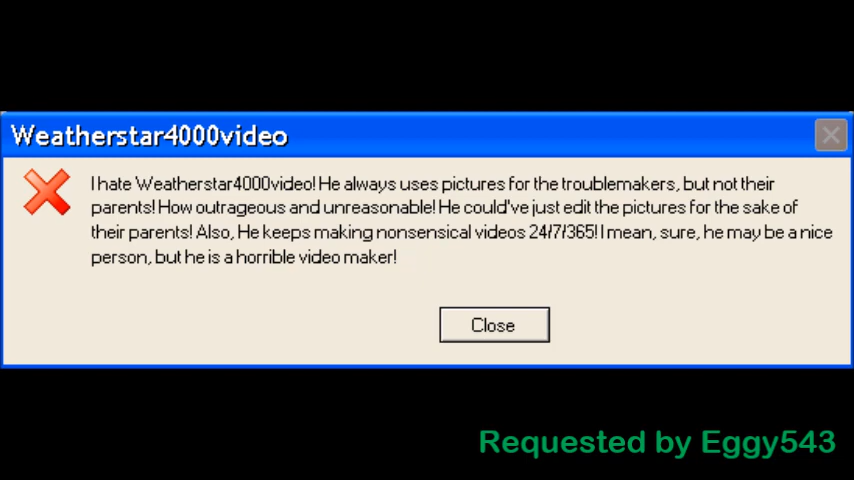 Weatherstar4000video
I hate Weatherstar4000video! He always uses pictures for the troublemakers, but not their
parents! How outrageous and unreasonable! He could've just edit the pictures for the sake of
their parents! Also, He keeps making nonsensical videos 24/7/365! I mean, sure, he may be a nice
person, but he is a horrible video maker!
Close
Requested by Eggy543